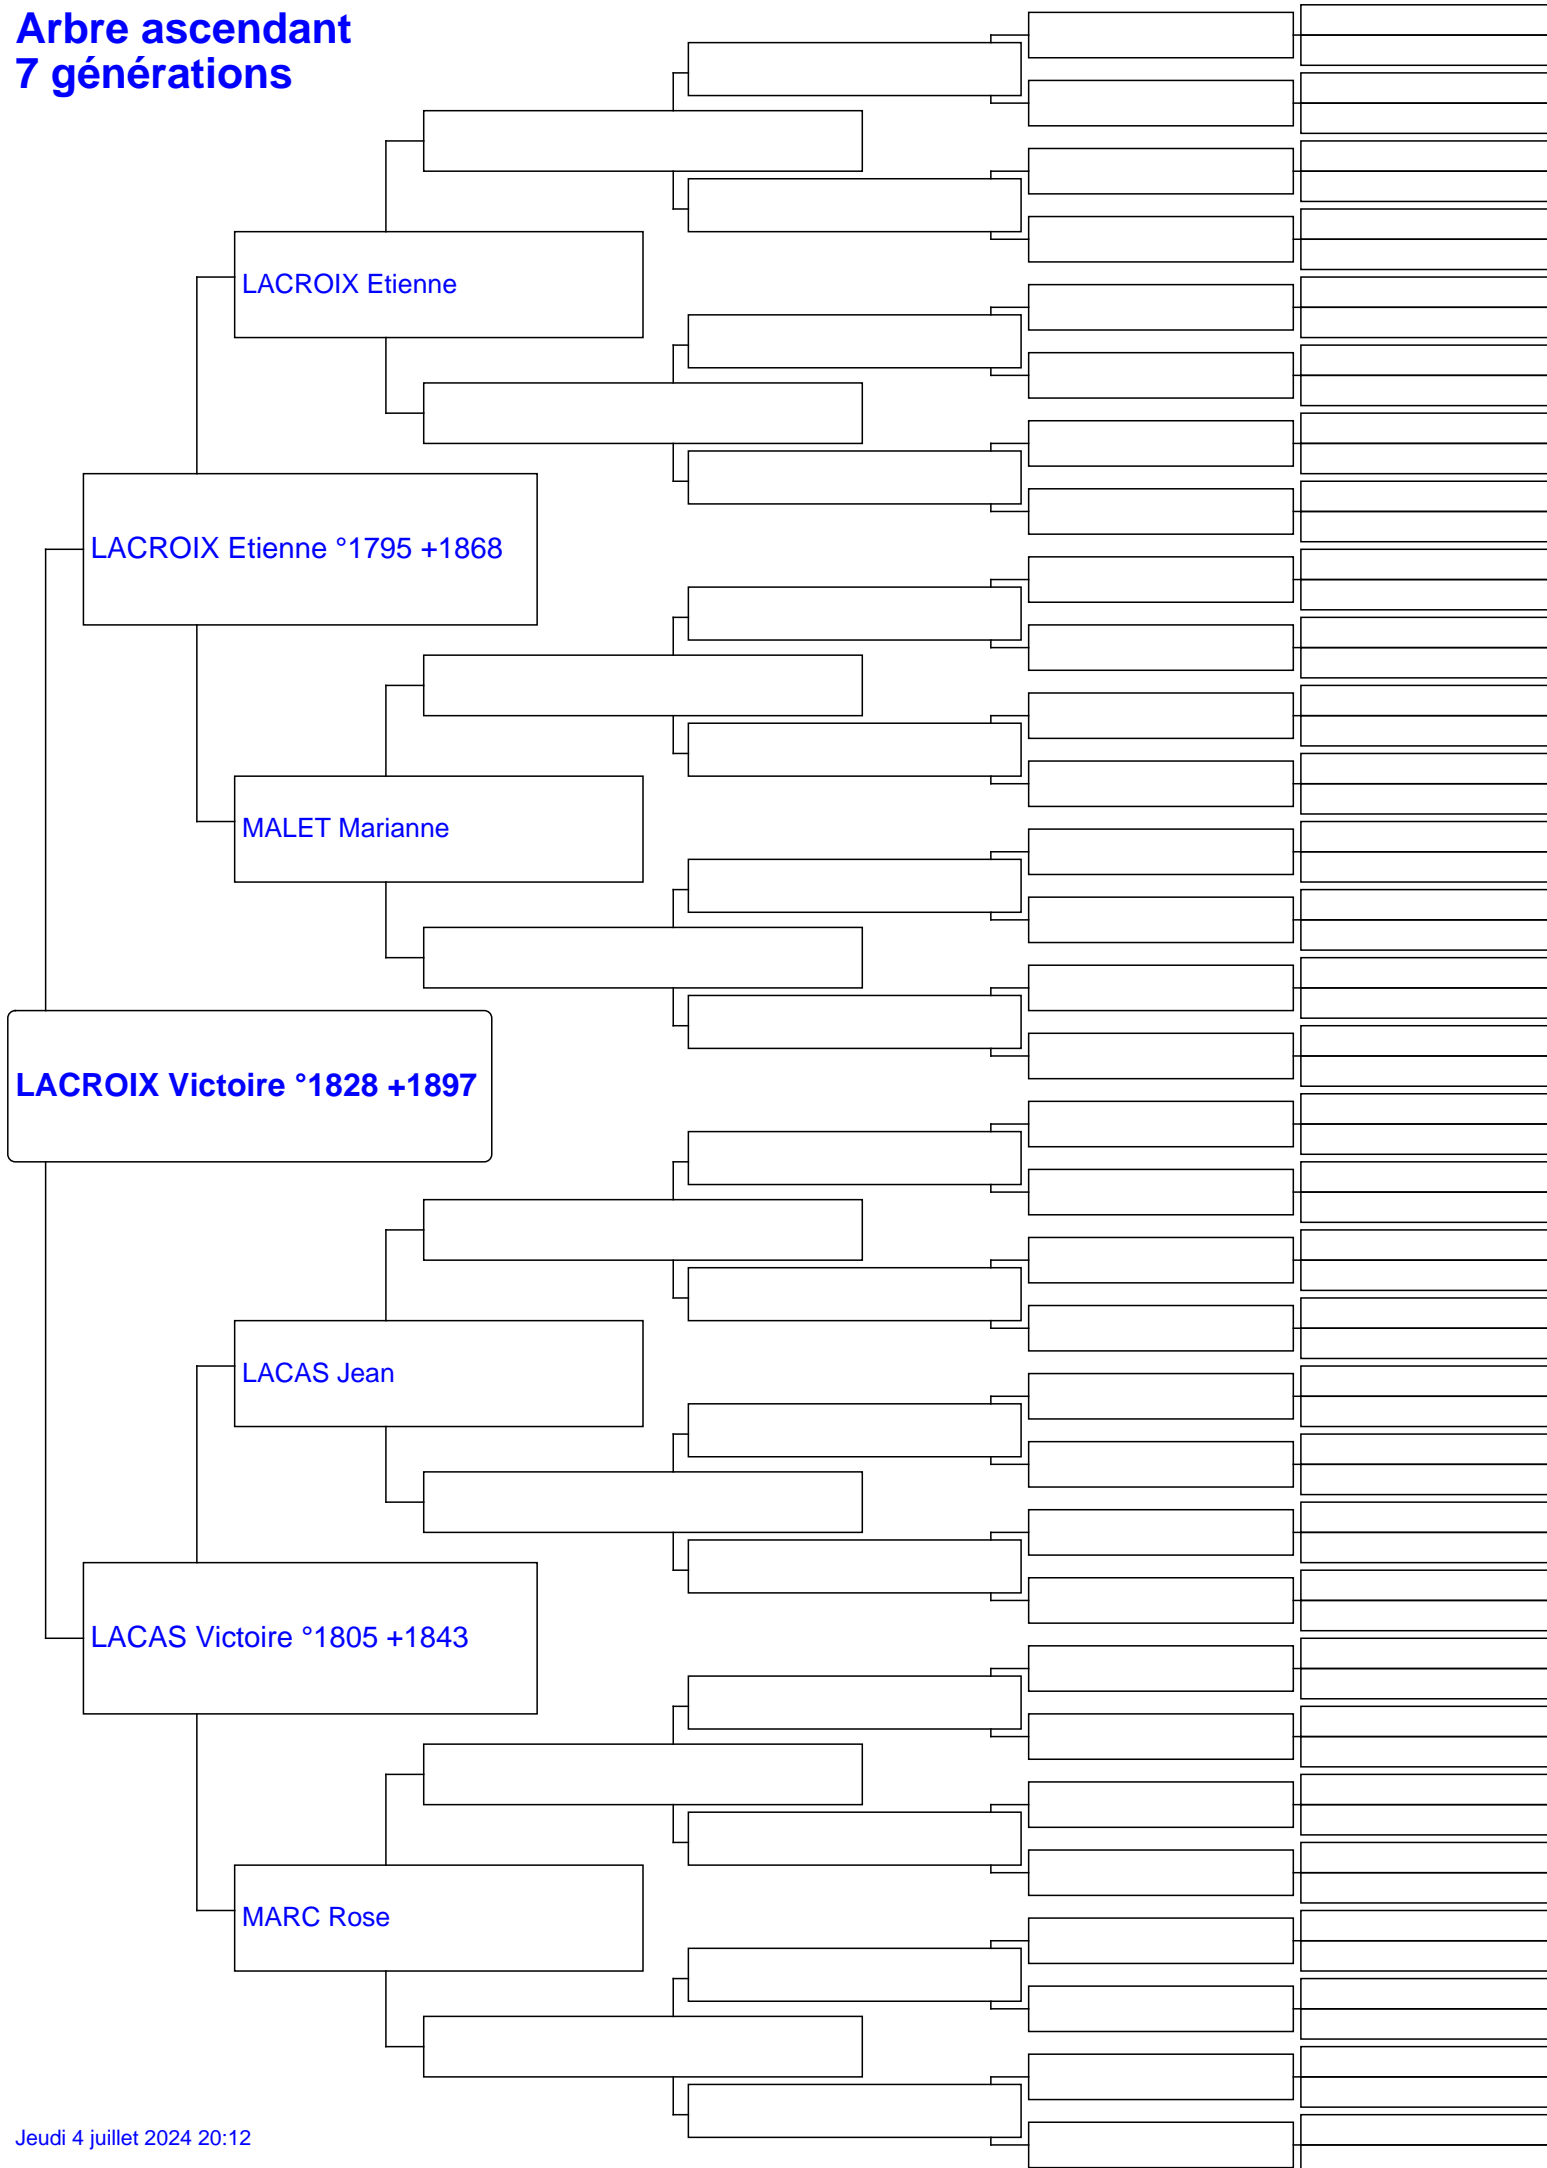 Arbre ascendant
7 générations
LACROIX Etienne
LACROIX Etienne °1795 +1868
MALET Marianne
LACROIX Victoire °1828 +1897
LACAS Jean
LACAS Victoire °1805 +1843
MARC Rose
Jeudi 4 juillet 2024 20:12